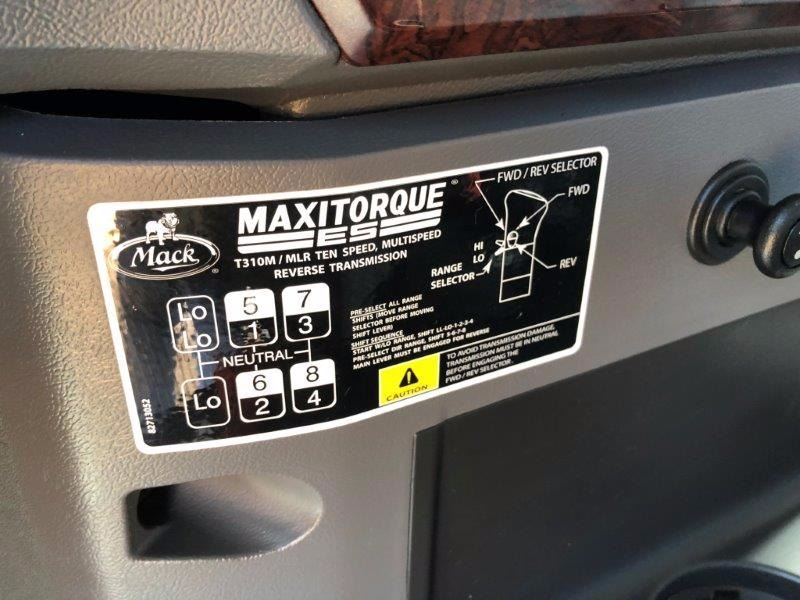 Mack
®
MAXITORQUE®
ES
T310M / MLR TEN SPEED, MULTISPEED
REVERSE TRANSMISSION
FWD / REV SELECTOR
FWD
HI
LO
RANGE
SELECTOR
REV
Lo 5 7
Lo 1 3
NEUTRAL
Lo 6 8
2 4
PRE-SELECT ALL RANGE
SHIFTS (MOVE RANGE
SELECTOR BEFORE MOVING
SHIFT LEVER)
SHIFT SEQUENCE
START W/LO RANGE, SHIFT LL-LO-1-2-3-4
PRE-SELECT DIR RANGE, SHIFT 5-6-7-8
MAIN LEVER MUST BE ENGAGED FOR REVERSE
CAUTION
TO AVOID TRANSMISSION DAMAGE,
TRANSMISSION MUST BE IN NEUTRAL
BEFORE ENGAGING THE
FWD / REV SELECTOR
82713052